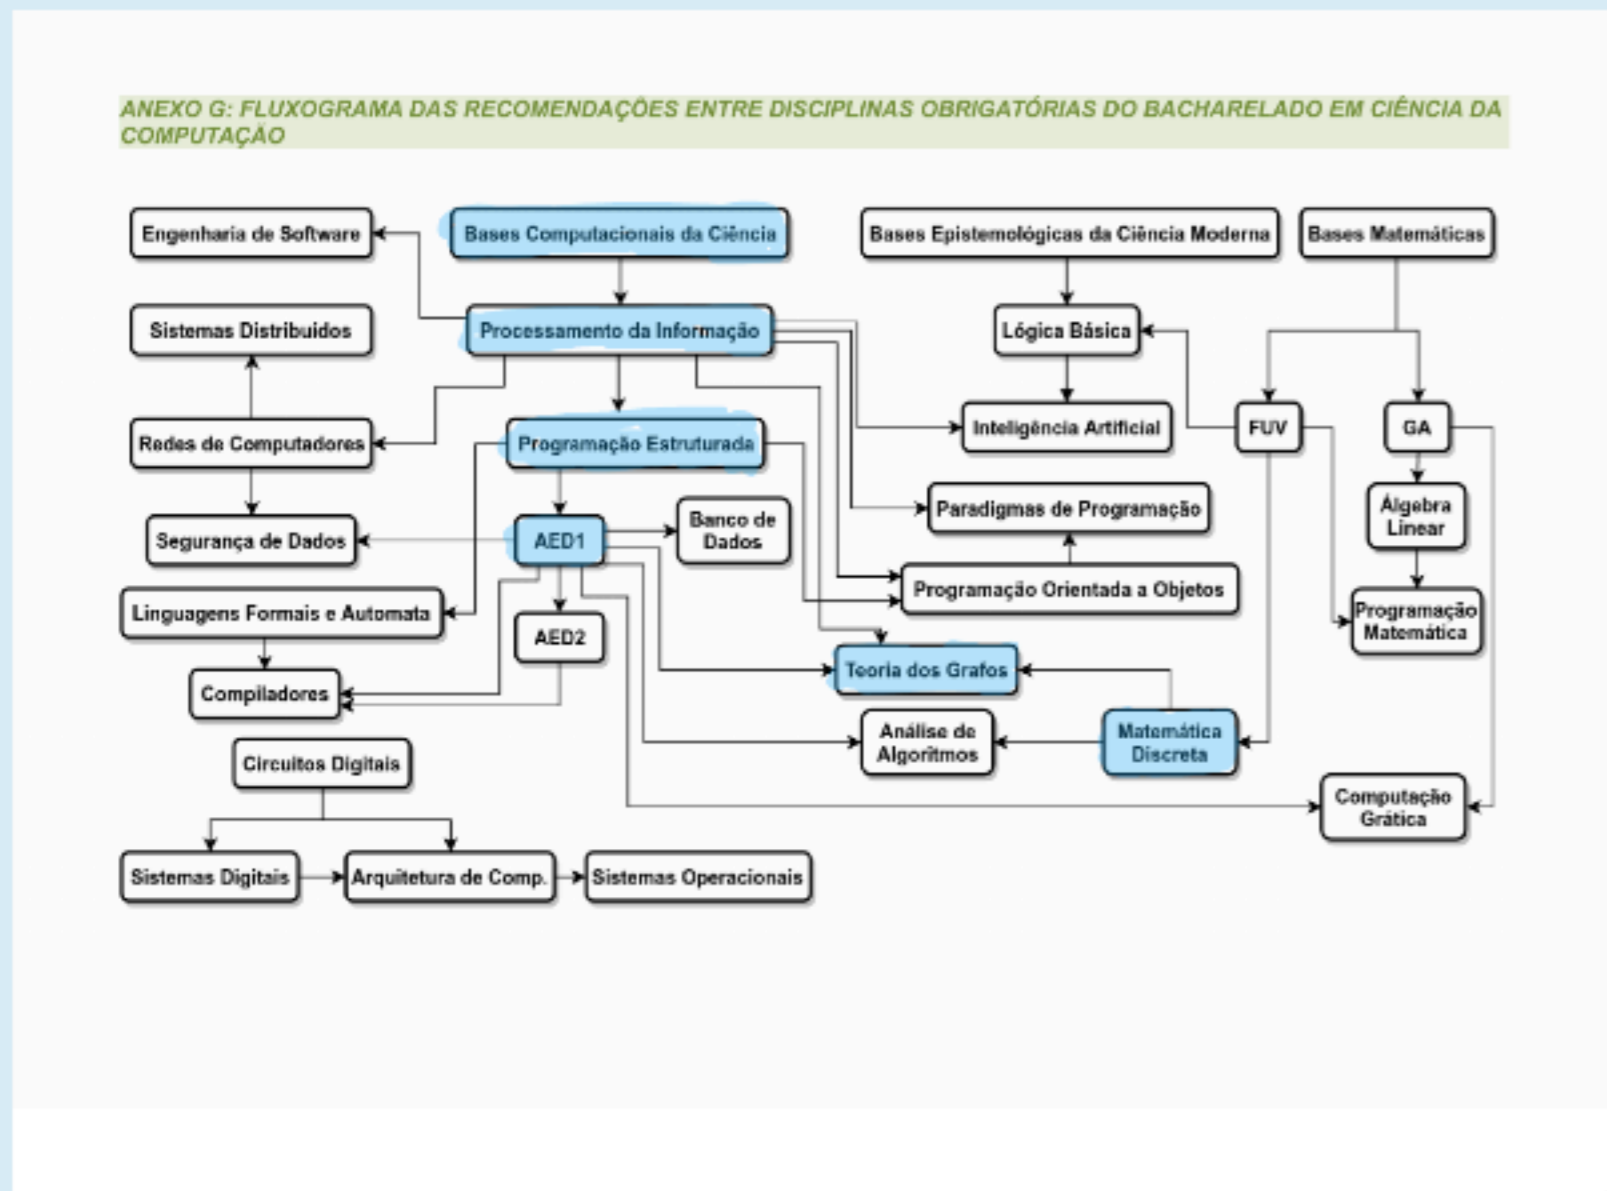 ANEXO G: FLUXOGRAMA DAS RECOMENDAÇÕES ENTRE DISCIPLINAS OBRIGATÓRIAS DO BACHARELADO EM CIÊNCIA DA
COMPUTAÇÃO
Engenharia de Software
Bases Computacionais da Ciência
Bases Epistemológicas da Ciência Moderna
Bases Matemáticas
Sistemas Distribuidos
Processamento da Informação
Lógica Básica
Redes de Computadores
Programação Estruturada
Inteligência Artificial
FUV
GA
Segurança de Dados
AED1
Banco de
Dados
Paradigmas de Programação
Álgebra
Linear
Linguagens Formais e Automata
AED2
Programação Orientada a Objetos
Programação
Matemática
Compiladores
Teoria dos Grafos
Circuitos Digitais
Análise de
Algoritmos
Matemática
Discreta
Computação
Grática
Sistemas Digitais
Arquitetura de Comp.
Sistemas Operacionais